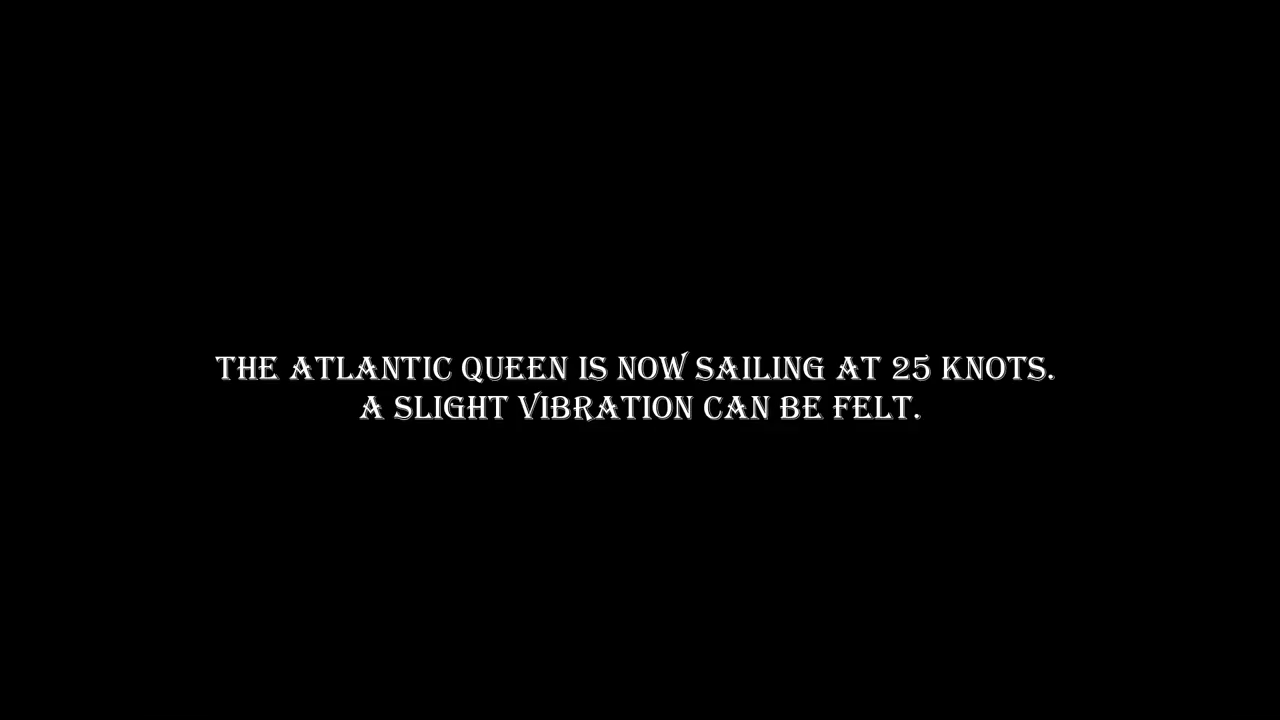 THE ATLANTIC QUEEN IS NOW SAILING AT 25 KNOTS.
A SLIGHT VIBRATION CAN BE FELT.